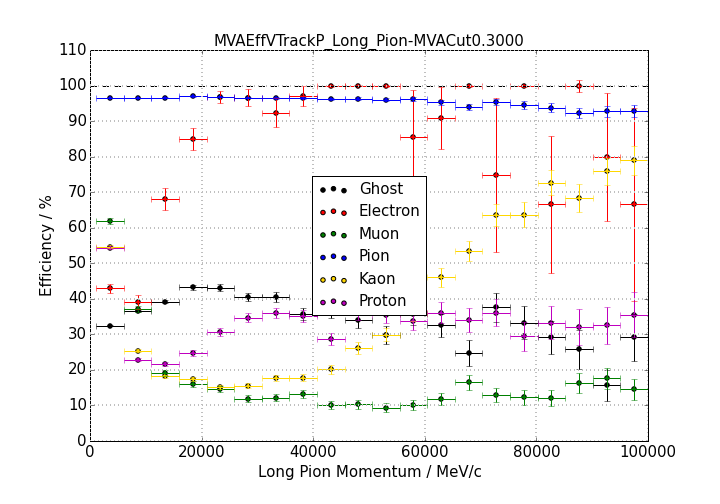 MVAEffVTrackP_Long_Pion-MVACut0.3000
110
100
90
80
70
60
50
40
30
20
10
0
Efficiency / %
Ghost
Electron
Muon
Pion
Kaon
Proton
0 20000 40000 60000 80000 100000
Long Pion Momentum / MeV/c